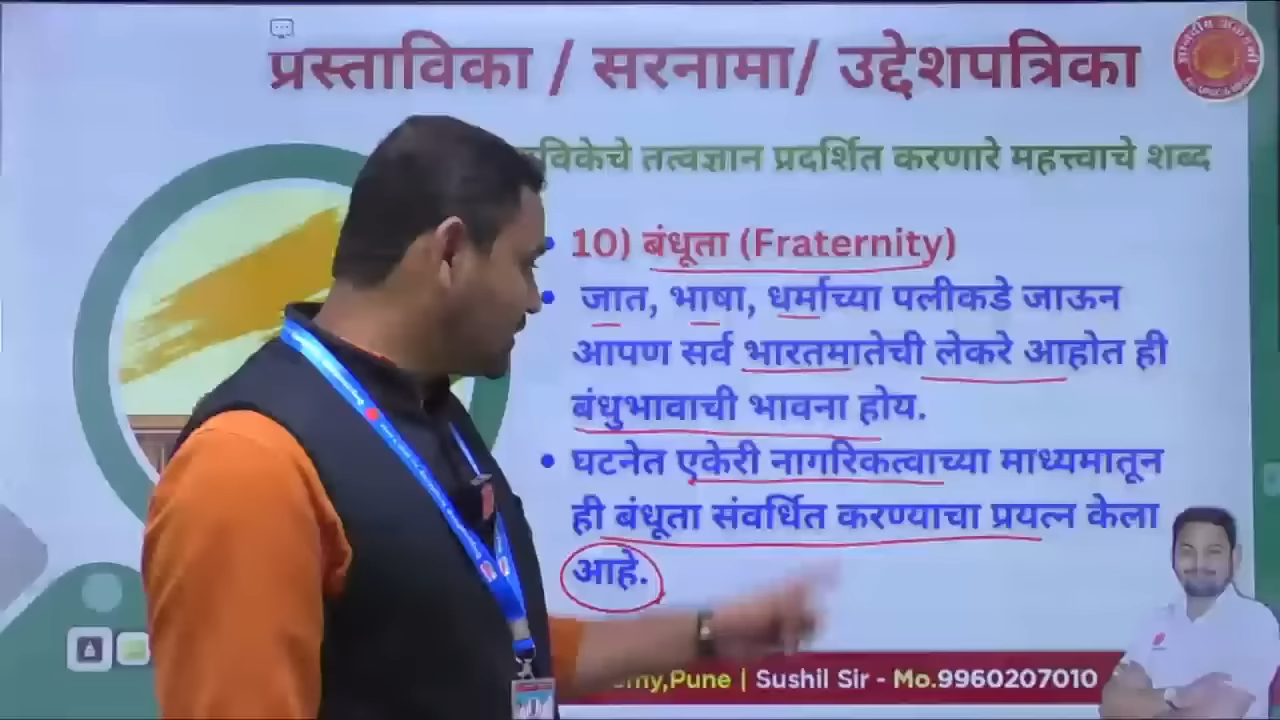 प्रस्ताविका / सरनामा/ उद्देशपत्रिका
तत्वज्ञान प्रदर्शित करणारे महत्त्वाचे शब्द
10) बंधूता (Fraternity)
जात, भाषा, धर्माच्या पलीकडे जाऊन
आपण सर्व भारतमातेची लेकरे आहोत ही
बंधुभावाची भावना होय.
घटनेत एकेरी नागरिकत्वाच्या माध्यमातून
ही बंधूता संवर्धित करण्याचा प्रयत्न केला
आहे.
Pune | Sushil Sir - Mo.9960207010